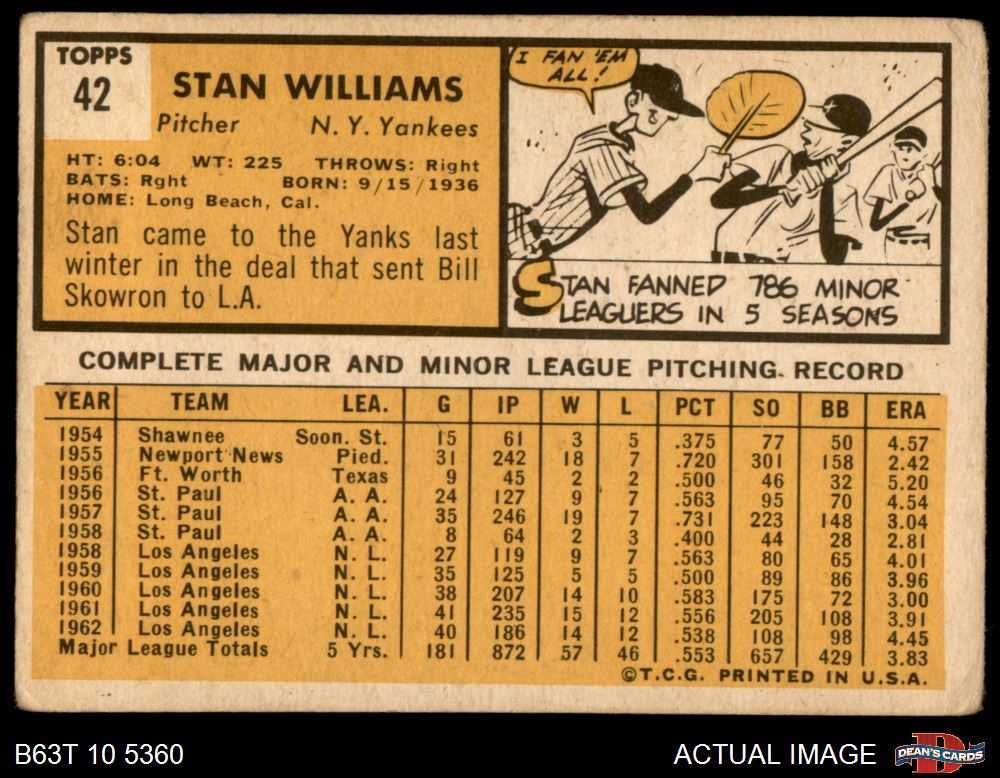 TOPPS
42
STAN WILLIAMS
Pitcher N. Y. Yankees
HT: 6:04 WT: 225 THROWS: Right
BATS: Rght BORN: 9/15/1936
HOME: Long Beach, Cal.
Stan came to the Yanks last
winter in the deal that sent Bill
Skowron to L.A.
I FAN 'EM
ALL!
STAN FANNED 786 MINOR
LEAGUERS IN 5 SEASONS
COMPLETE MAJOR AND MINOR LEAGUE PITCHING RECORD
YEAR TEAM LEA. G IP W L PCT SO BB ERA
1954 Shawnee Soon. St. 15 61 3 5 .375 77 50 4.57
1955 Newport News Pied. 31 242 18 7 .720 301 158 2.42
1956 Ft. Worth Texas 9 45 2 2 .500 46 32 5.20
1956 St. Paul A. A. 24 127 9 7 .563 95 70 4.54
1957 St. Paul A. A. 35 246 19 7 .731 223 148 3.04
1958 St. Paul A. A. 8 64 2 3 .400 44 28 2.81
1958 Los Angeles N. L. 27 119 9 7 .563 80 65 4.01
1959 Los Angeles N. L. 35 125 5 5 .500 89 86 3.96
1960 Los Angeles N. L. 38 207 14 10 .583 175 72 3.00
1961 Los Angeles N. L. 41 235 15 12 .556 205 108 3.91
1962 Los Angeles N. L. 40 186 14 12 .538 108 98 4.45
Major League Totals 5 Yrs. 181 872 57 46 .553 657 429 3.83
©T.C.G. PRINTED IN U.S.A.
B63T 10 5360
ACTUAL IMAGE
DEAN'S CARDS